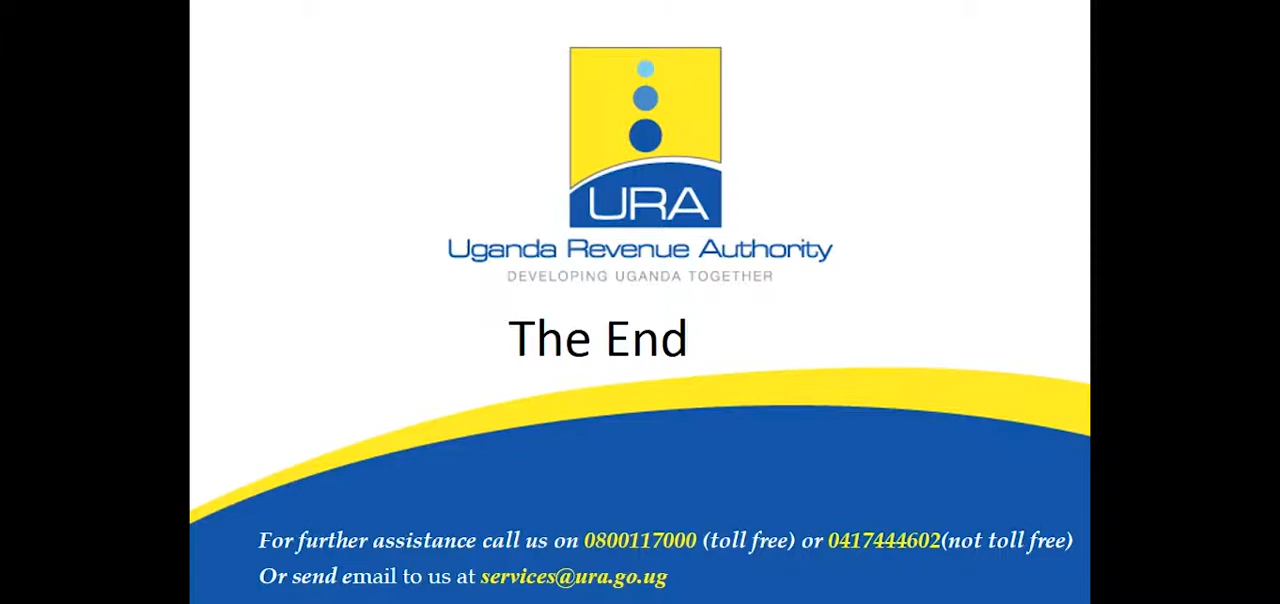 URA
Uganda Revenue Authority
DEVELOPING UGANDA TOGETHER
The End
For further assistance call us on 0800117000 (toll free) or 0417444602(not toll free)
Or send email to us at services@ura.go.ug